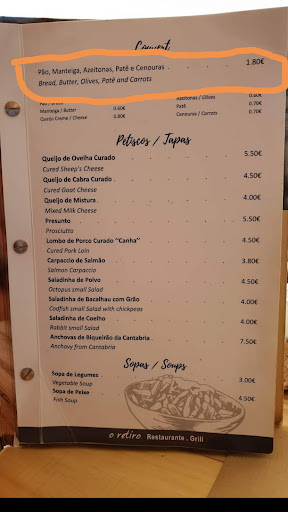 Couvert
Pão, Manteiga, Azeitonas, Patê e Cenouras . . . . . . . 1.80€
Bread, Butter, Olives, Patê and Carrots
Azeitonas / Olives 0.60€
Manteiga / Butter 0.60€ Patê 0.70€
Queijo Creme / Cheese 0.80€ Cenouras / Carrots 0.70€
Petiscos / Tapas
Queijo de Ovelha Curado 5.50€
Cured Sheep's Cheese
Queijo de Cabra Curado 4.50€
Cured Goat Cheese
Queijo de Mistura 4.00€
Mixed Milk Cheese
Presunto 5.50€
Prosciutto
Lombo de Porco Curado "Canha" 4.50€
Cured Pork Loin
Carpaccio de Salmão 3.80€
Salmon Carpaccio
Saladinha de Polvo 4.50€
Octopus small Salad
Saladinha de Bacalhau com Grão 4.00€
Codfish small Salad with chickpeas
Saladinha de Coelho 4.00€
Rabbit small Salad
Anchovas de Biqueirão da Cantabria 7.50€
Anchovy from Cantabria
Sopas / Soups
Sopa de Legumes 3.00€
Vegetable Soup
Sopa de Peixe 4.50€
Fish Soup
o retiro Restaurante . Grill